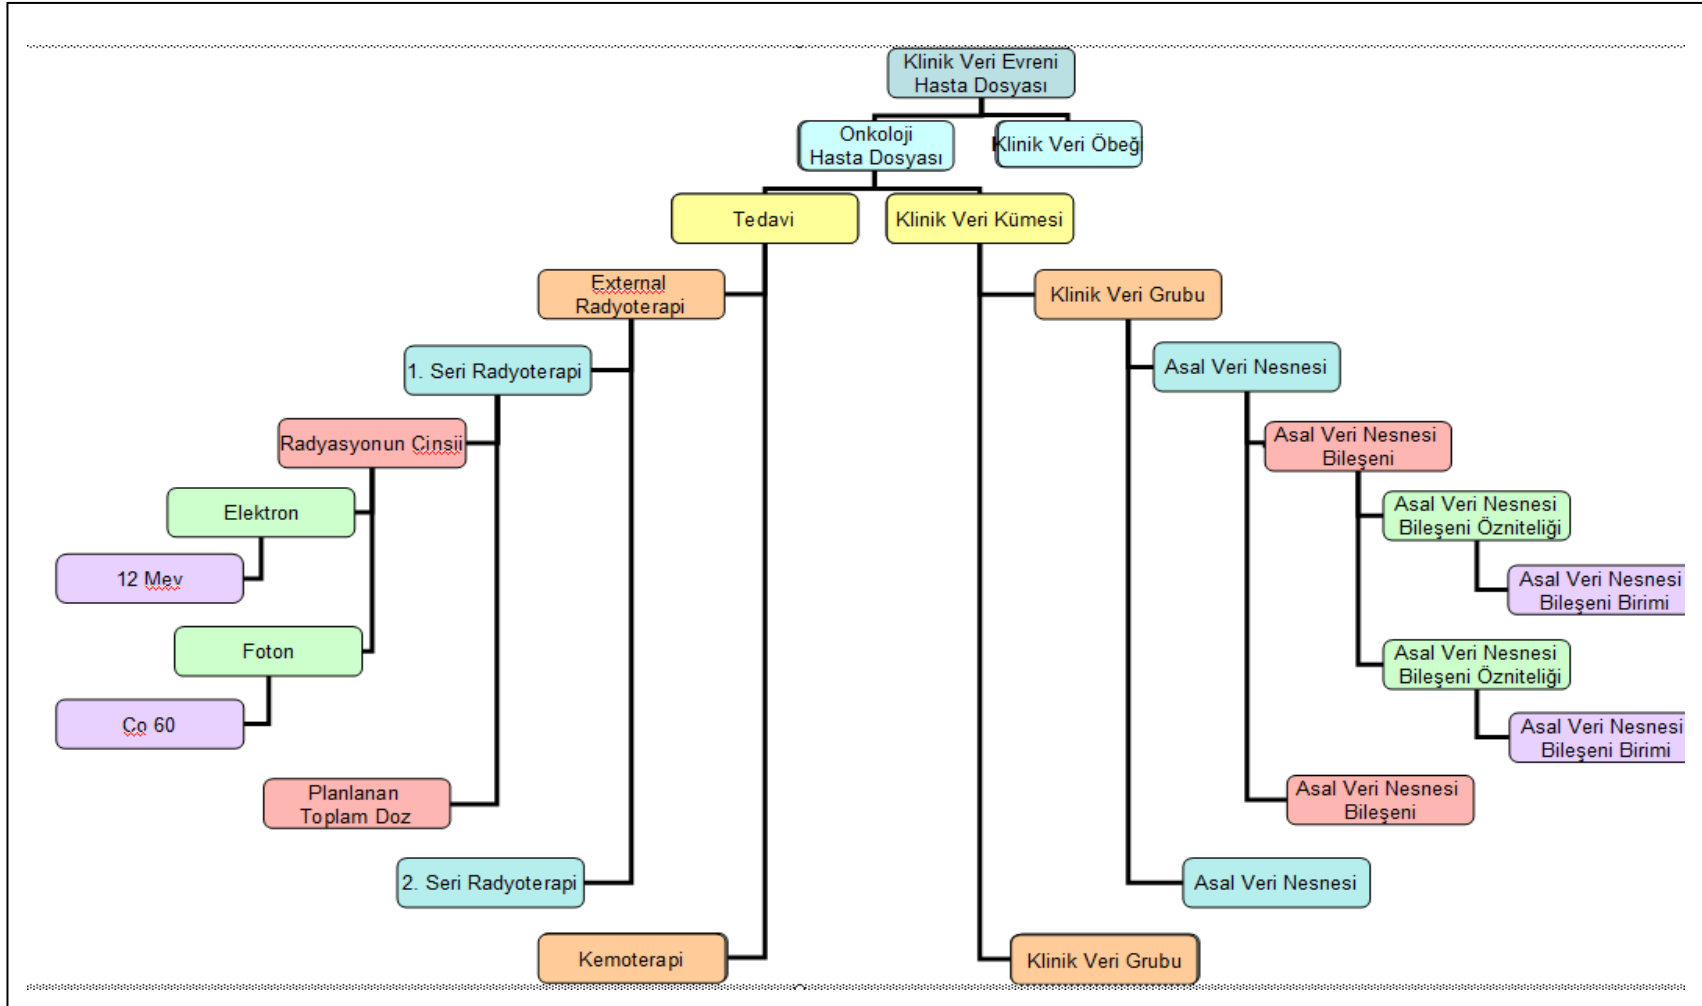 Klinik Veri Evreni
Hasta Dosyası
Onkoloji
Hasta Dosyası
Klinik Veri Öbeği
Tedavi
Klinik Veri Kümesi
External
Radyoterapi
Klinik Veri Grubu
1. Seri Radyoterapi
Asal Veri Nesnesi
Radyasyonun Cinsii
Asal Veri Nesnesi
Bileşeni
Elektron
Asal Veri Nesnesi
Bileşeni Özniteliği
12 Mev
Asal Veri Nesnesi
Bileşeni Birimi
Foton
Asal Veri Nesnesi
Bileşeni Özniteliği
Co 60
Asal Veri Nesnesi
Bileşeni Birimi
Planlanan
Toplam Doz
Asal Veri Nesnesi
Bileşeni
2. Seri Radyoterapi
Asal Veri Nesnesi
Kemoterapi
Klinik Veri Grubu